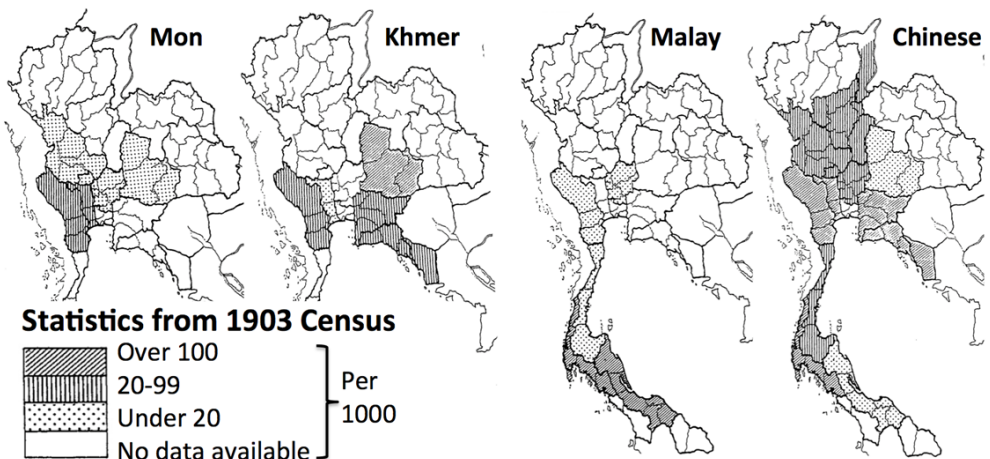 Mon
Khmer
Malay
Chinese
Statistics from 1903 Census
Over 100
20-99
Under 20
No data available
Per
1000